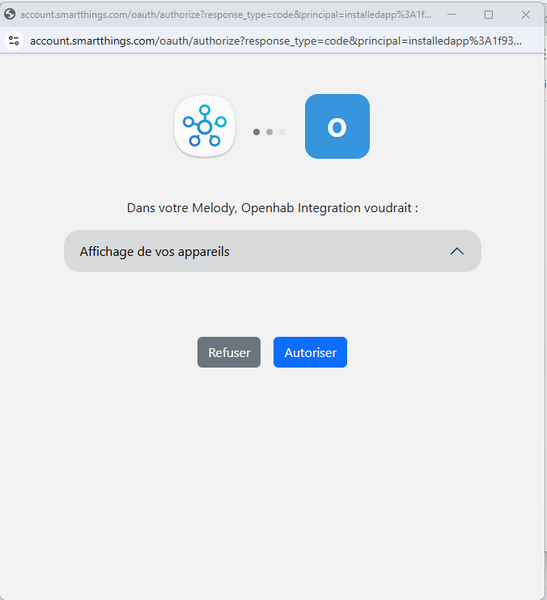 account.smartthings.com/oauth/authorize?response_type=code&principal=installedapp%3A1f...
account.smartthings.com/oauth/authorize?response_type=code&principal=installedapp%3A1f93...
O
Dans votre Melody, Openhab Integration voudrait :
Affichage de vos appareils
Refuser
Autoriser